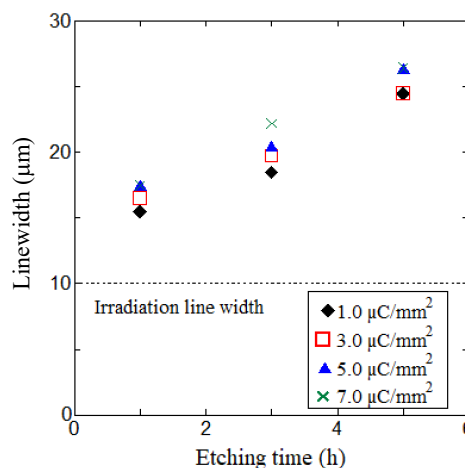 30
20
10
0
Linewidth (μm)
Irradiation line width
1.0 μC/mm²
3.0 μC/mm²
5.0 μC/mm²
7.0 μC/mm²
0 2 4 6
Etching time (h)